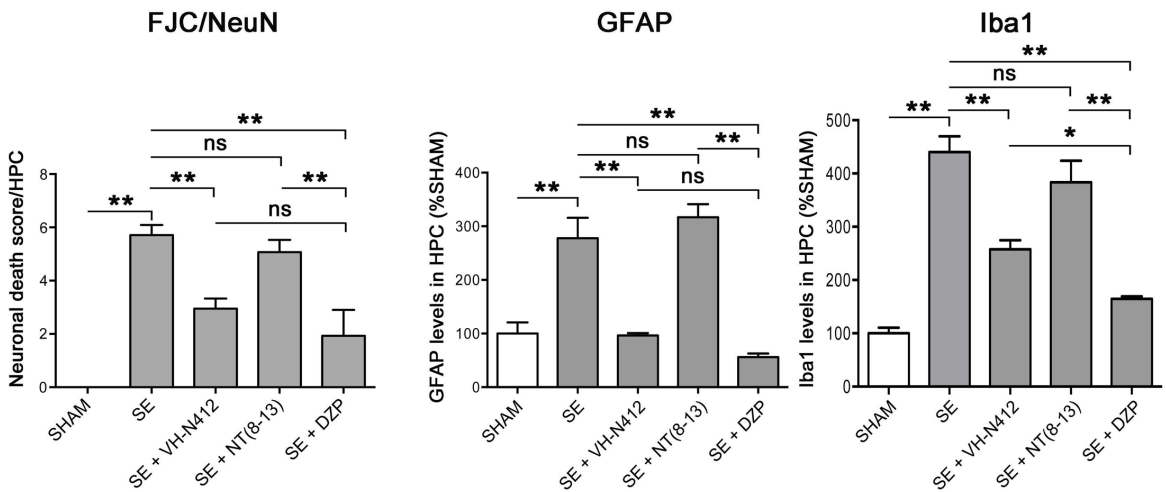 FJC/NeuN
Neuronal death score/HPC
8
6
4
2
0
**
ns
**
**
**
ns
SHAM
SE
SE + VH-N412
SE + NT(8-13)
SE + DZP
GFAP
GFAP levels in HPC (%SHAM)
400
300
200
100
0
**
ns
**
**
**
ns
SHAM
SE
SE + VH-N412
SE + NT(8-13)
SE + DZP
Iba1
Iba1 levels in HPC (%SHAM)
500
400
300
200
100
0
**
ns
**
**
**
*
SHAM
SE
SE + VH-N412
SE + NT(8-13)
SE + DZP